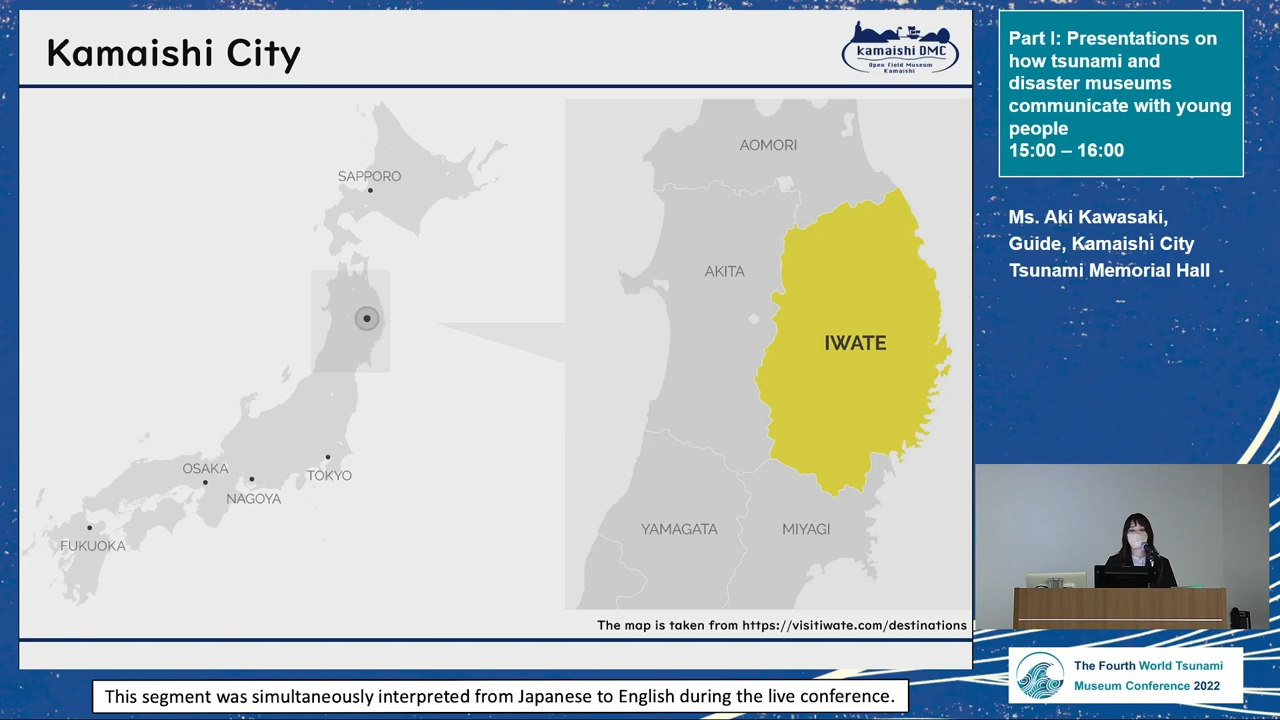 Kamaishi City
kamaishi DMC
Open Field Museum
Kamaishi
SAPPORO
OSAKA
NAGOYA
TOKYO
FUKUOKA
AOMORI
AKITA
IWATE
YAMAGATA
MIYAGI
The map is taken from https://visitiwate.com/destinations
Part I: Presentations on
how tsunami and
disaster museums
communicate with young
people
15:00 – 16:00
Ms. Aki Kawasaki,
Guide, Kamaishi City
Tsunami Memorial Hall
The Fourth World Tsunami
Museum Conference 2022
This segment was simultaneously interpreted from Japanese to English during the live conference.